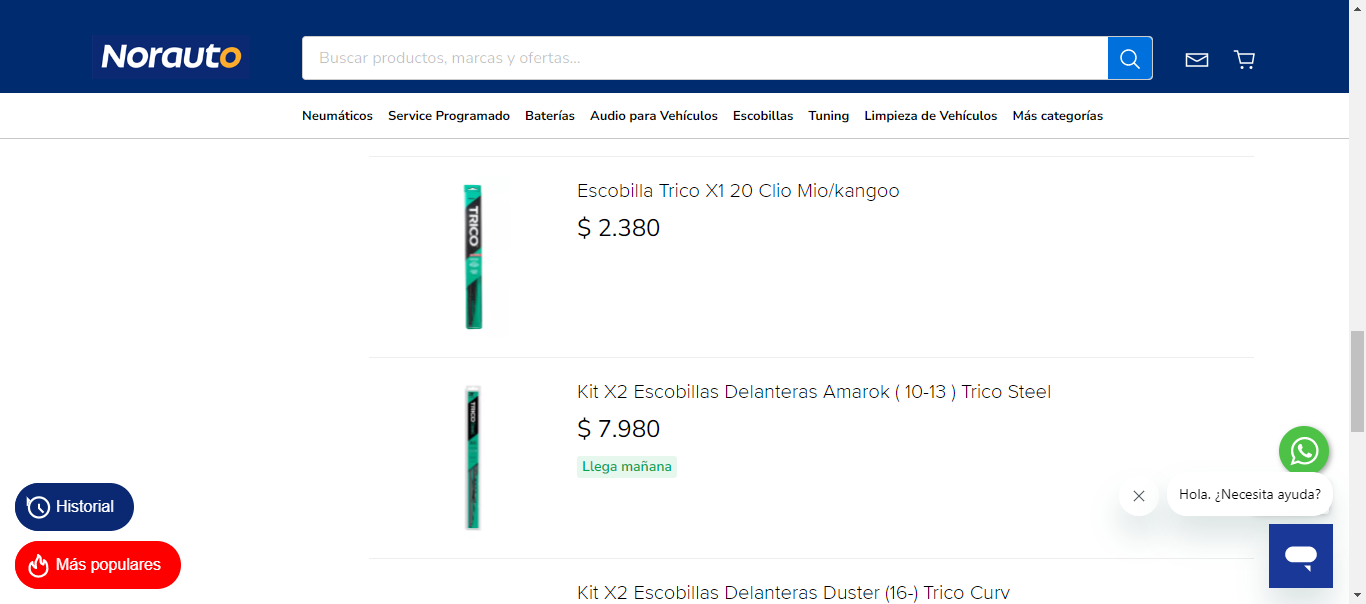 Norauto
Buscar productos, marcas y ofertas...
Neumáticos Service Programado Baterías Audio para Vehículos Escobillas Tuning Limpieza de Vehículos Más categorías
TRICO
Escobilla Trico X1 20 Clio Mio/kangoo
$ 2.380
TRICO
Kit X2 Escobillas Delanteras Amarok ( 10-13 ) Trico Steel
$ 7.980
Llega mañana
Hola. ¿Necesita ayuda?
Historial
Más populares
Kit X2 Escobillas Delanteras Duster (16-) Trico Curv